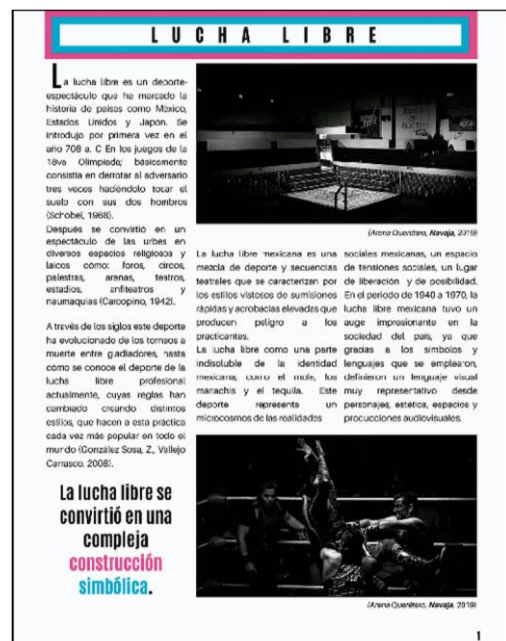 LUCHA LIBRE
La lucha libre es un deporte-
espectáculo que ha marcado la
historia de países como México,
Estados Unidos y Japón. Se
introdujo por primera vez en el
año 708 a. C En los juegos de la
18va Olimpiada; básicamente
consistía en derrotar al adversario
tres veces haciéndolo tocar el
suelo con sus dos hombros
(Schobel, 1968).
Después se convirtió en un
espectáculo de las urbes en
diversos espacios religiosos y
laicos cómo: foros, circos,
palestras, arenas, teatros,
estadios, anfiteatros y
naumaquias (Carcopino, 1942).
A través de los siglos este deporte
ha evolucionado de los torneos a
muerte entre gladiadores, hasta
cómo se conoce el deporte de la
lucha libre profesional
actualmente, cuyas reglas han
cambiado creando distintos
estilos, que hacen a esta práctica
cada vez más popular en todo el
mundo (González Sosa, Z., Vallejo
Carrasco. 2008).
La lucha libre se
convirtió en una
compleja
construcción
simbólica.
(Arena Querétaro, Navaja, 2019)
La lucha libre mexicana es una
mezcla de deporte y secuencias
teatrales que se caracterizan por
los estilos vistosos de sumisiones
rápidas y acrobacias elevadas que
producen peligro a los
practicantes.
La lucha libre como una parte
indisoluble de la identidad
mexicana, como el mole, los
mariachis y el tequila. Este
deporte representa un
microcosmos de las realidades
sociales mexicanas, un espacio
de tensiones sociales, un lugar
de liberación y de posibilidad.
En el periodo de 1940 a 1970, la
lucha libre mexicana tuvo un
auge impresionante en la
sociedad del país, ya que
gracias a los símbolos y
lenguajes que se emplearon,
definieron un lenguaje visual
muy representativo desde
personajes, estética, espacios y
producciones audiovisuales.
(Arena Querétaro, Navaja, 2019)
1